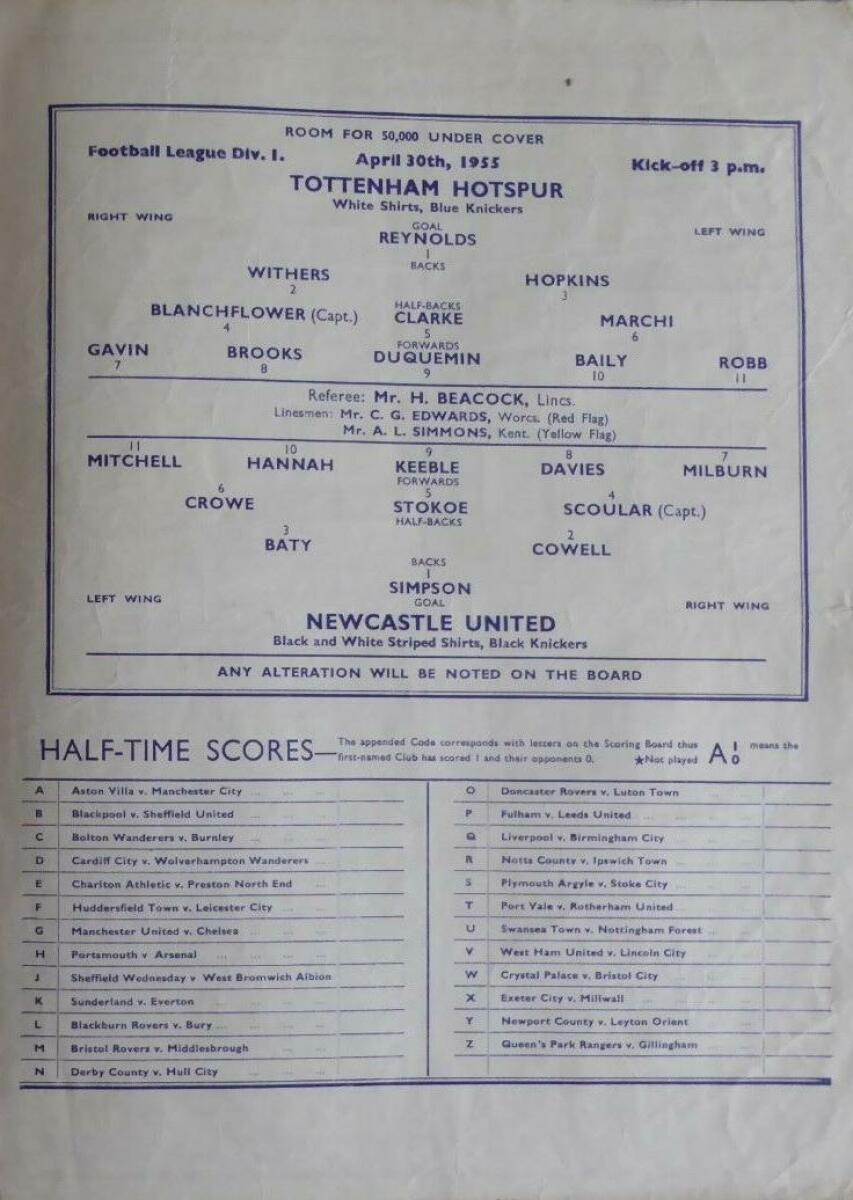 ROOM FOR 50,000 UNDER COVER
Football League Div. 1. April 30th, 1955 Kick-off 3 p.m.
TOTTENHAM HOTSPUR
White Shirts, Blue Knickers
RIGHT WING GOAL LEFT WING
REYNOLDS
1
BACKS
WITHERS HOPKINS
2 3
HALF-BACKS
BLANCHFLOWER (Capt.) CLARKE MARCHI
4 5 6
FORWARDS
GAVIN BROOKS DUQUEMIN BAILY ROBB
7 8 9 10 11
Referee: Mr. H. BEACOCK, Lincs.
Linesmen: Mr. C. G. EDWARDS, Worcs. (Red Flag)
Mr. A. L. SIMMONS, Kent. (Yellow Flag)
11 10 9 8 7
MITCHELL HANNAH KEEBLE DAVIES MILBURN
FORWARDS
6 5 4
CROWE STOKOE SCOULAR (Capt.)
HALF-BACKS
3 2
BATY COWELL
BACKS
1
SIMPSON
LEFT WING GOAL RIGHT WING
NEWCASTLE UNITED
Black and White Striped Shirts, Black Knickers
ANY ALTERATION WILL BE NOTED ON THE BOARD
HALF-TIME SCORES—The appended Code corresponds with letters on the Scoring Board thus A 1 0 means the
first-named Club has scored 1 and their opponents 0. ★Not played
A Aston Villa v. Manchester City
B Blackpool v. Sheffield United
C Bolton Wanderers v. Burnley
D Cardiff City v. Wolverhampton Wanderers
E Charlton Athletic v. Preston North End
F Huddersfield Town v. Leicester City
G Manchester United v. Chelsea
H Portsmouth v Arsenal
J Sheffield Wednesday v West Bromwich Albion
K Sunderland v. Everton
L Blackburn Rovers v. Bury
M Bristol Rovers v. Middlesbrough
N Derby County v. Hull City
O Doncaster Rovers v. Luton Town
P Fulham v. Leeds United
Q Liverpool v. Birmingham City
R Notts County v. Ipswich Town
S Plymouth Argyle v. Stoke City
T Port Vale v. Rotherham United
U Swansea Town v. Nottingham Forest
V West Ham United v. Lincoln City
W Crystal Palace v. Bristol City
X Exeter City v. Millwall
Y Newport County v. Leyton Orient
Z Queen's Park Rangers v. Gillingham